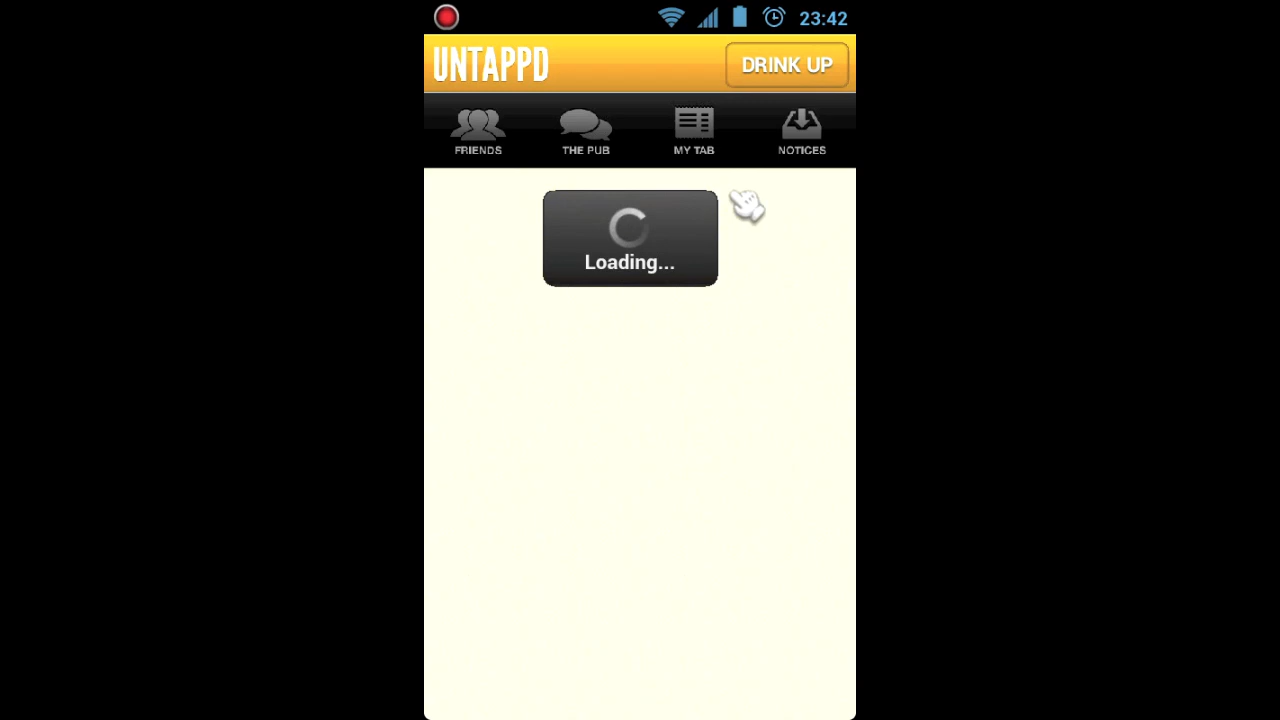 23:42
UNTAPPD
DRINK UP
FRIENDS
THE PUB
MY TAB
NOTICES
Loading...